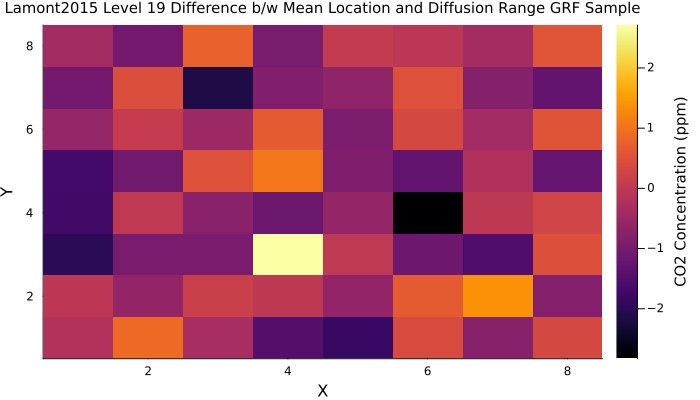 Lamont2015 Level 19 Difference b/w Mean Location and Diffusion Range GRF Sample
8
6
4
2
Y
2 4 6 8
X
2
1
0
−1
−2
CO2 Concentration (ppm)